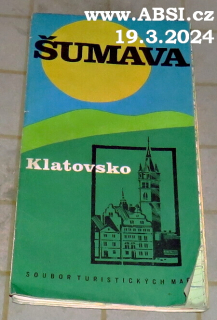 www.ABSI.cz
19.3.2024
ŠUMAVA
Klatovsko
SOUBOR TURISTICKÝCH MAP